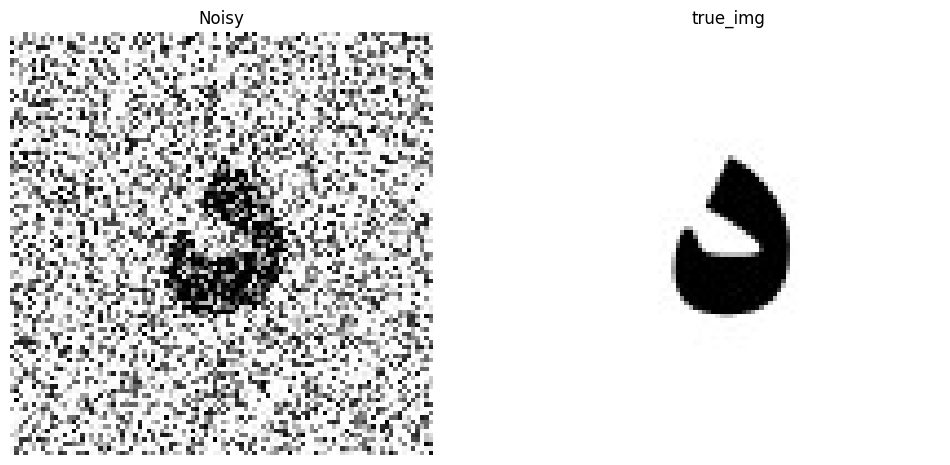 Noisy true_img
د د